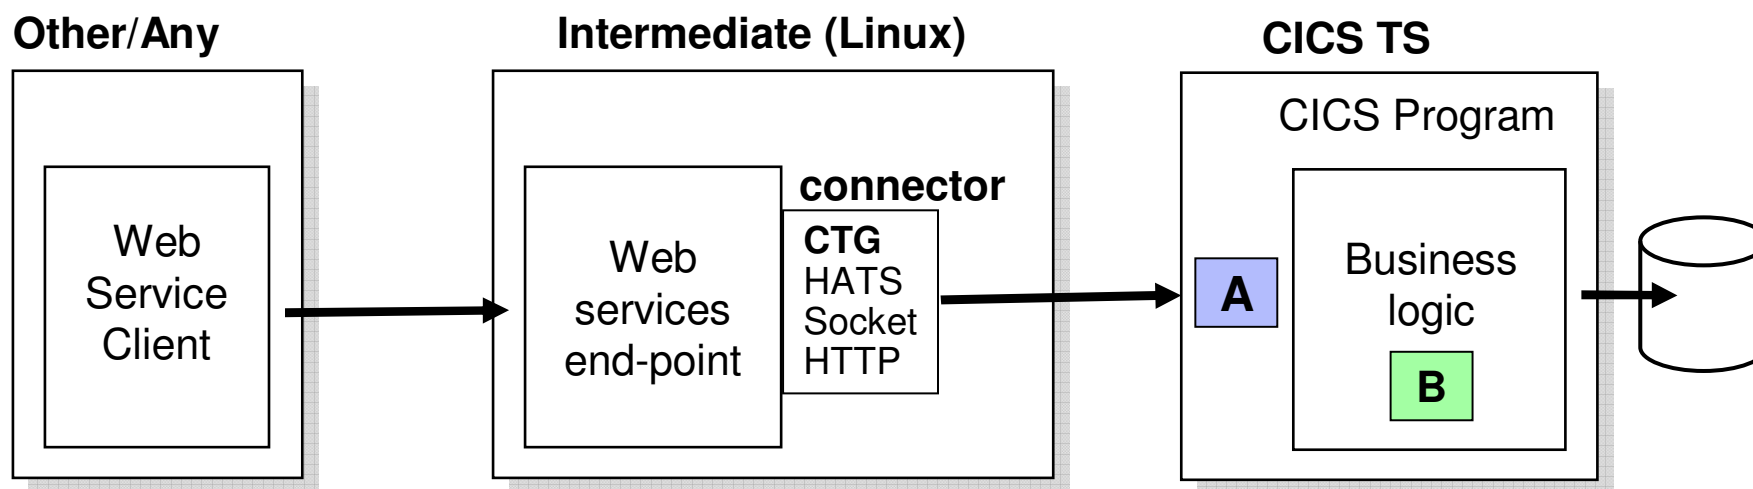 Other/Any
Intermediate (Linux)
CICS TS
CICS Program
connector
Web
Service
Client
Web
services
end-point
CTG
HATS
Socket
HTTP
A
Business
logic
B